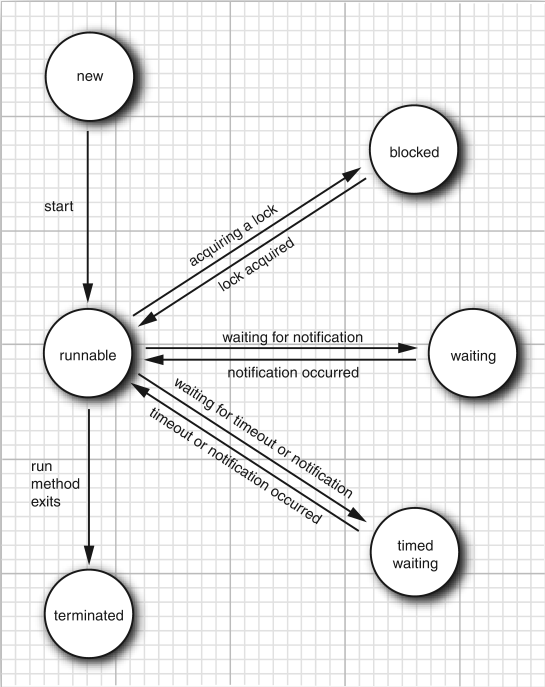 new
blocked
start
acquiring a lock
lock acquired
runnable
waiting for notification
notification occurred
waiting
waiting for timeout or notification
timeout or notification occurred
run
method
exits
timed
waiting
terminated